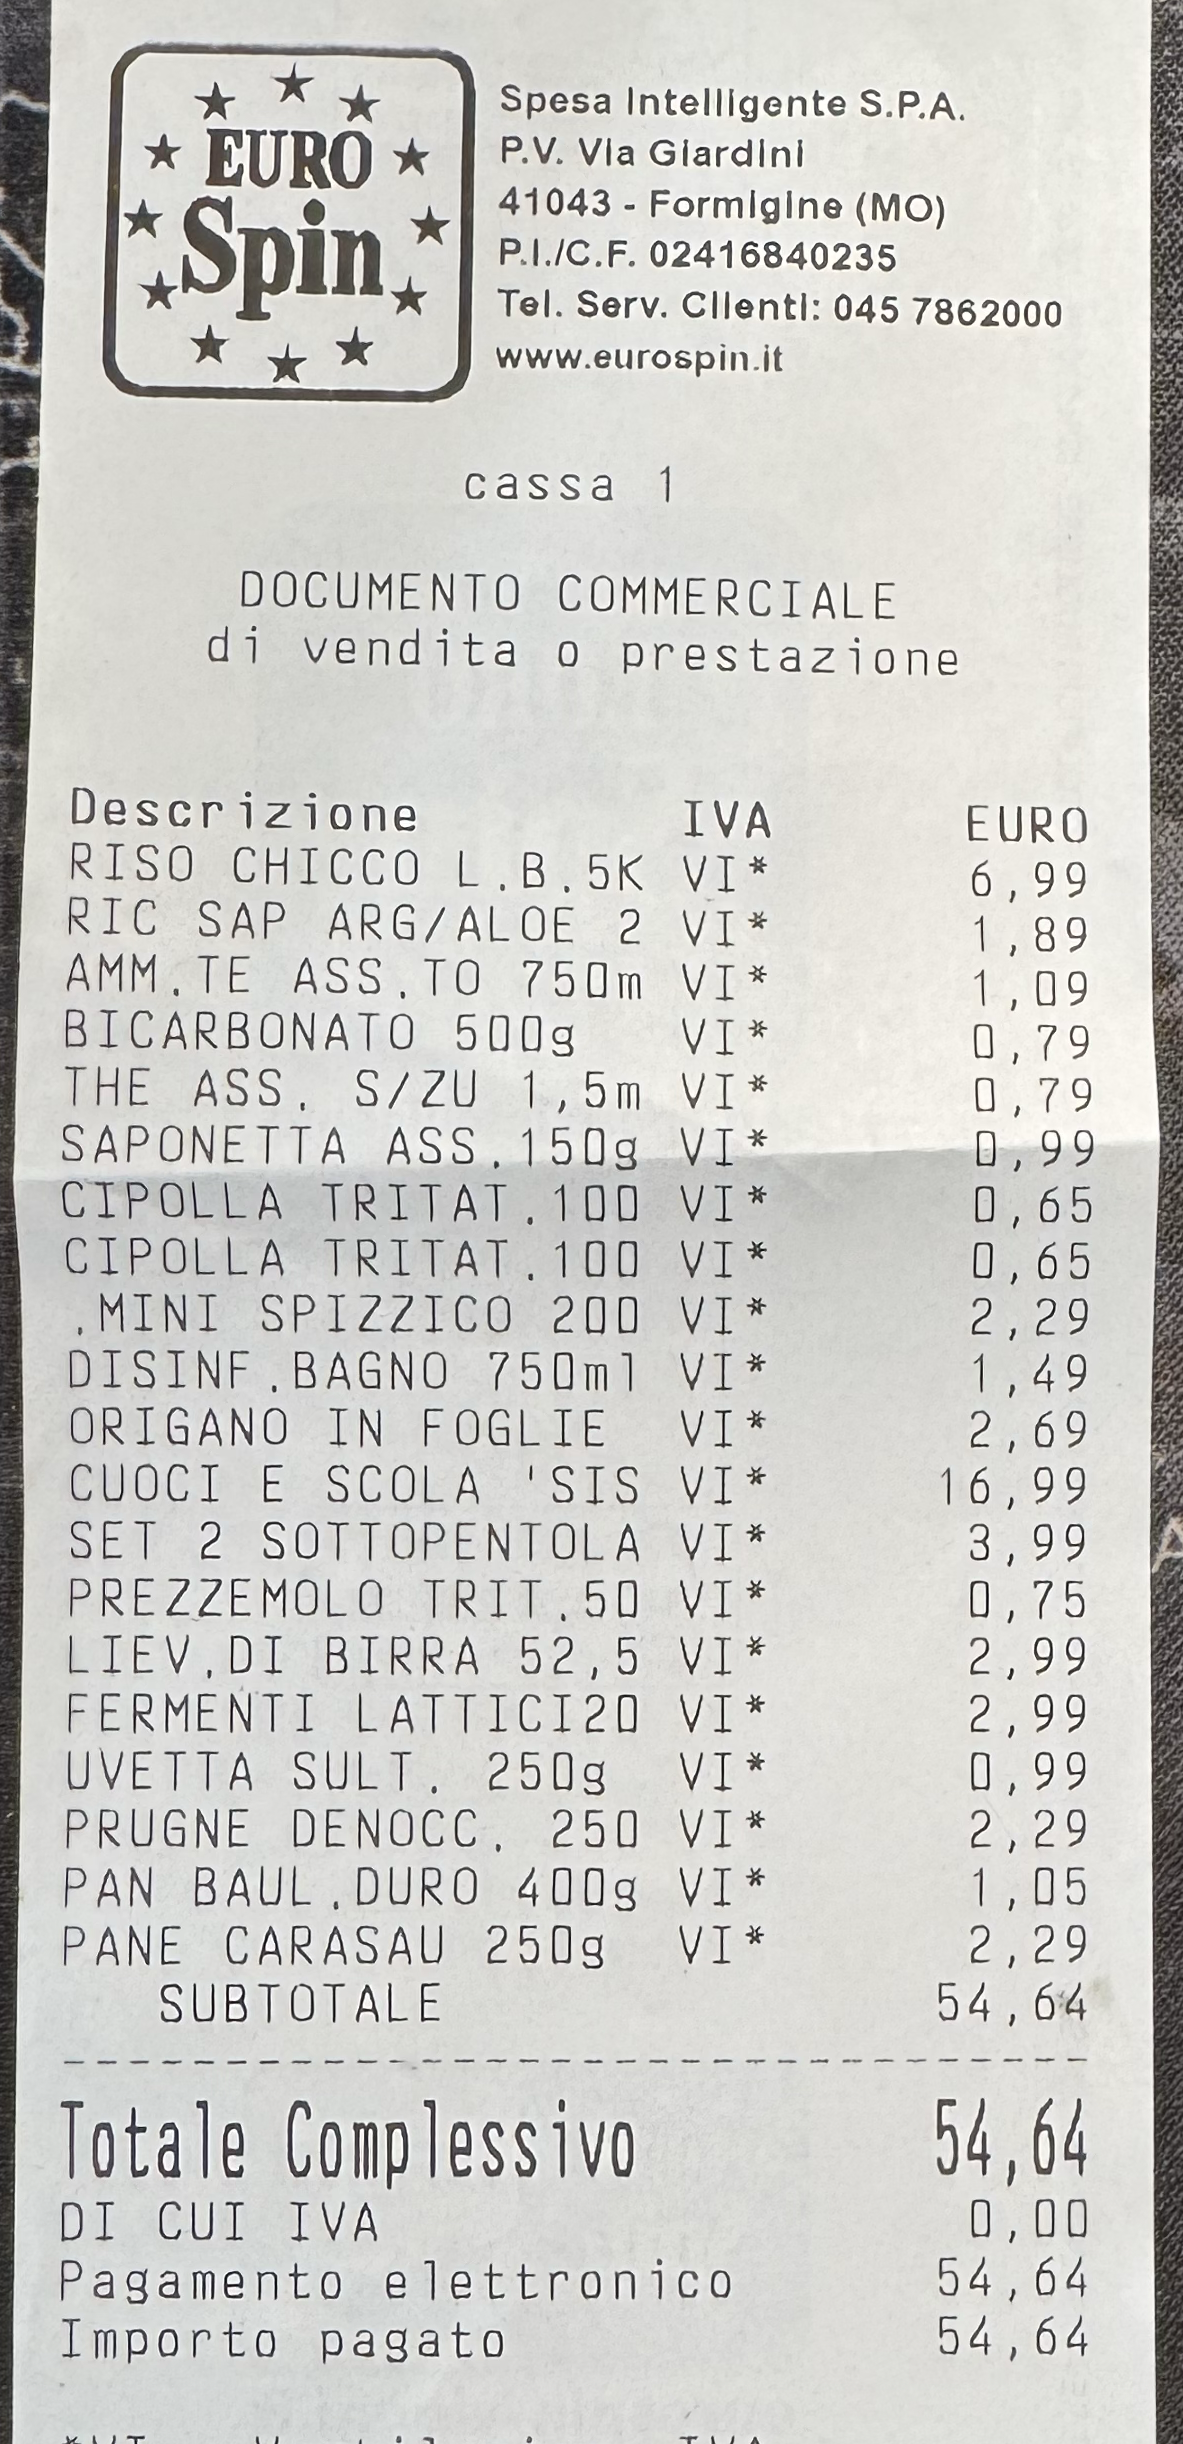 EURO
Spin
Spesa Intelligente S.P.A.
P.V. Via Giardini
41043 - Formigine (MO)
P.I./C.F. 02416840235
Tel. Serv. Clienti: 045 7862000
www.eurospin.it
cassa 1
DOCUMENTO COMMERCIALE
di vendita o prestazione
Descrizione IVA EURO
RISO CHICCO L.B.5K VI* 6,99
RIC SAP ARG/ALOE 2 VI* 1,89
AMM.TE ASS.TO 750m VI* 1,09
BICARBONATO 500g VI* 0,79
THE ASS. S/ZU 1,5m VI* 0,79
SAPONETTA ASS.150g VI* 0,99
CIPOLLA TRITAT.100 VI* 0,65
CIPOLLA TRITAT.100 VI* 0,65
.MINI SPIZZICO 200 VI* 2,29
DISINF.BAGNO 750ml VI* 1,49
ORIGANO IN FOGLIE VI* 2,69
CUOCI E SCOLA 'SIS VI* 16,99
SET 2 SOTTOPENTOLA VI* 3,99
PREZZEMOLO TRIT.50 VI* 0,75
LIEV.DI BIRRA 52,5 VI* 2,99
FERMENTI LATTICI20 VI* 2,99
UVETTA SULT. 250g VI* 0,99
PRUGNE DENOCC. 250 VI* 2,29
PAN BAUL.DURO 400g VI* 1,05
PANE CARASAU 250g VI* 2,29
SUBTOTALE 54,64
Totale Complessivo 54,64
DI CUI IVA 0,00
Pagamento elettronico 54,64
Importo pagato 54,64